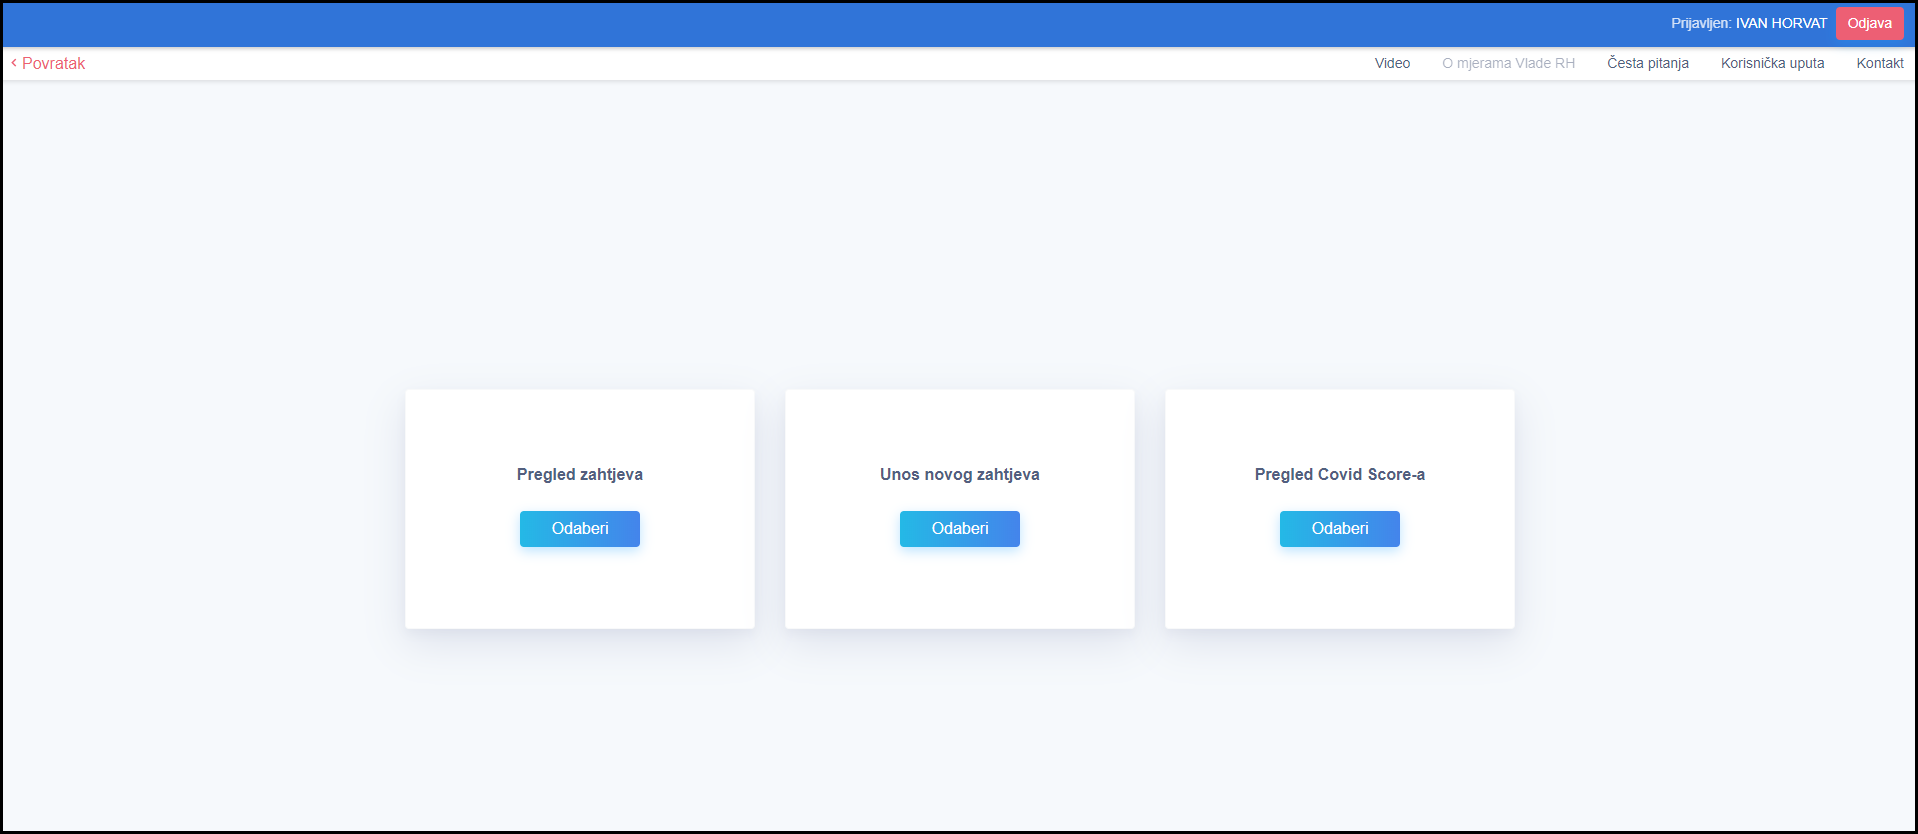 Prijavljen: IVAN HORVAT Odjava
‹ Povratak Video O mjerama Vlade RH Česta pitanja Korisnička uputa Kontakt
Pregled zahtjeva Unos novog zahtjeva Pregled Covid Score-a
Odaberi Odaberi Odaberi